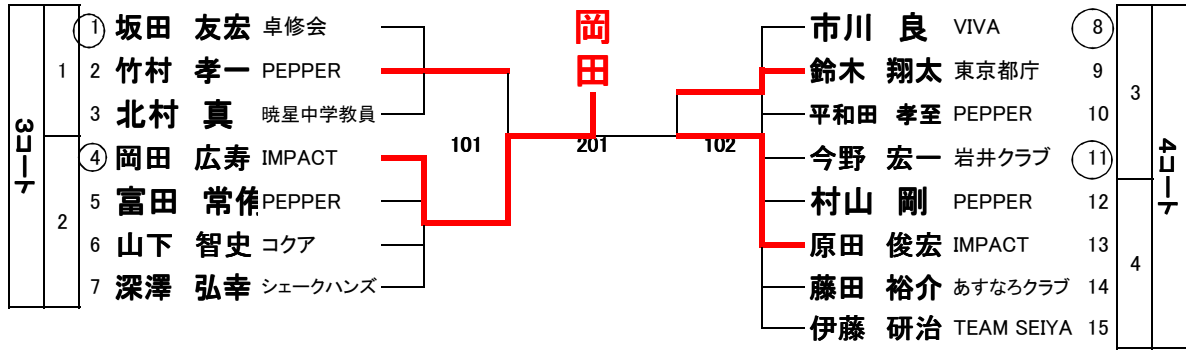 岡田
3コート
1
2
1 坂田 友宏 卓修会
2 竹村 孝一 PEPPER
3 北村 真 暁星中学教員
4 岡田 広寿 IMPACT
5 富田 常侑 PEPPER
6 山下 智史 コクア
7 深澤 弘幸 シェークハンズ
101
201
102
市川 良 VIVA 8
鈴木 翔太 東京都庁 9
平和田 孝至 PEPPER 10
今野 宏一 岩井クラブ 11
村山 剛 PEPPER 12
原田 俊宏 IMPACT 13
藤田 裕介 あすなろクラブ 14
伊藤 研治 TEAM SEIYA 15
3
4
4コート